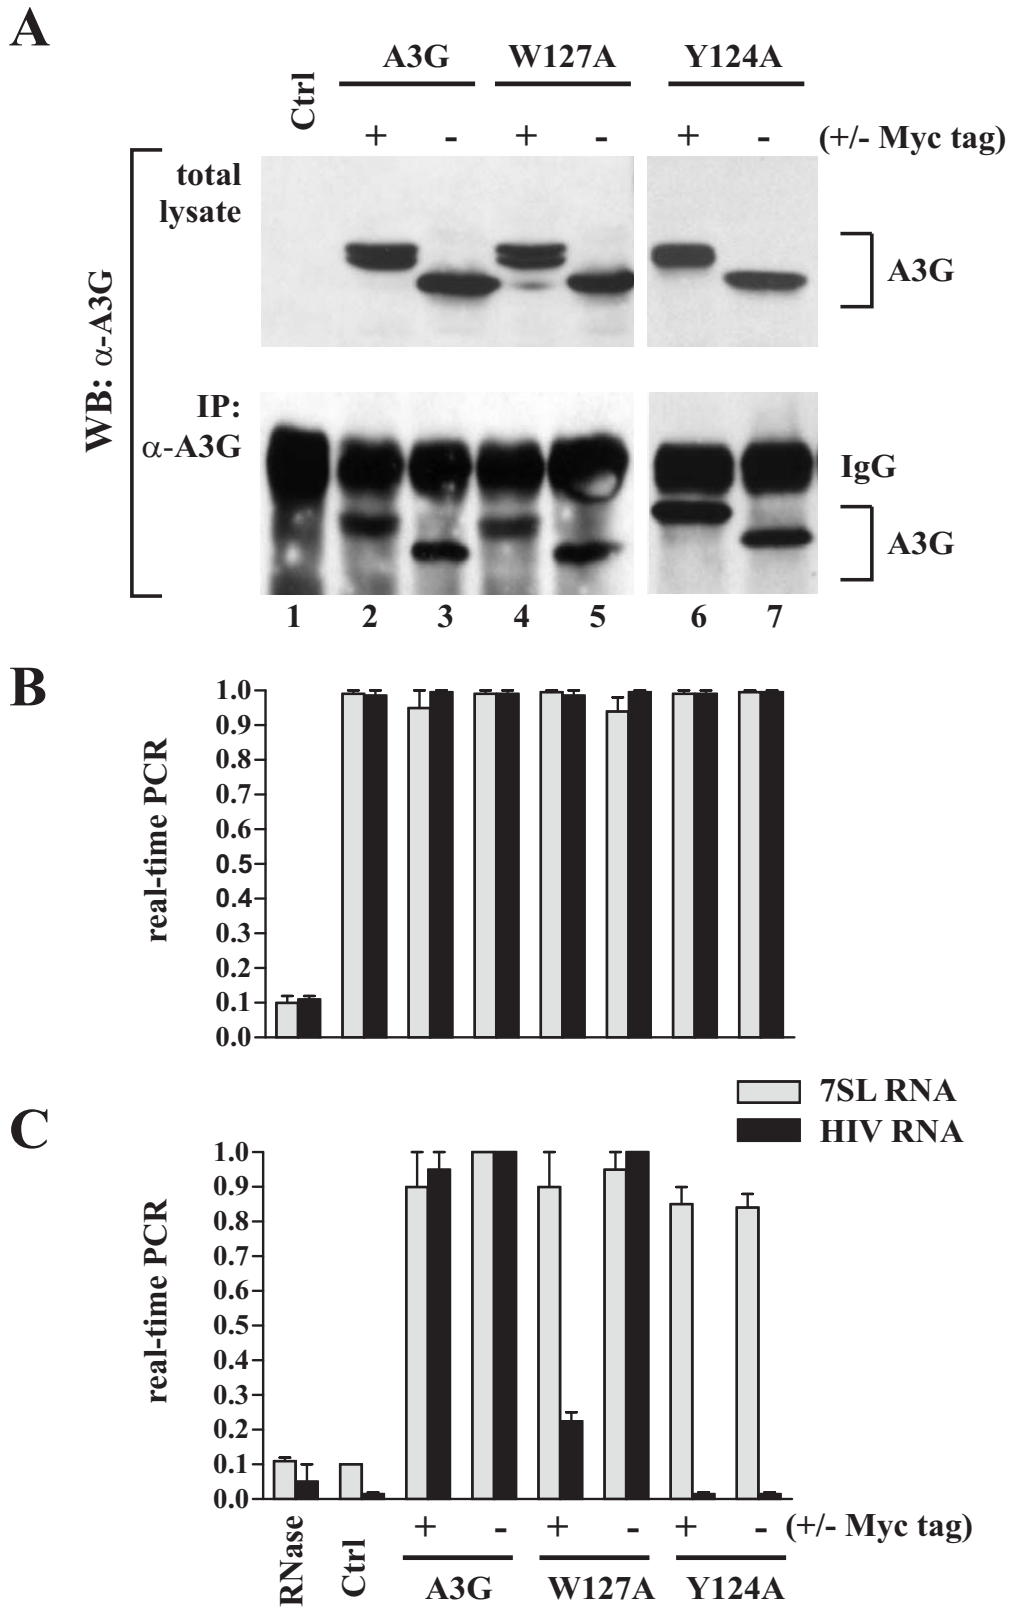 A
A3G W127A Y124A
Ctrl
+ - + - + - (+/- Myc tag)
total
lysate
A3G
WB: α-A3G
IP:
α-A3G
IgG
A3G
1 2 3 4 5 6 7
B
1.0
0.9
0.8
0.7
0.6
0.5
0.4
0.3
0.2
0.1
0.0
real-time PCR
7SL RNA
HIV RNA
C
1.0
0.9
0.8
0.7
0.6
0.5
0.4
0.3
0.2
0.1
0.0
real-time PCR
RNase
Ctrl
+ - + - + - (+/- Myc tag)
A3G W127A Y124A